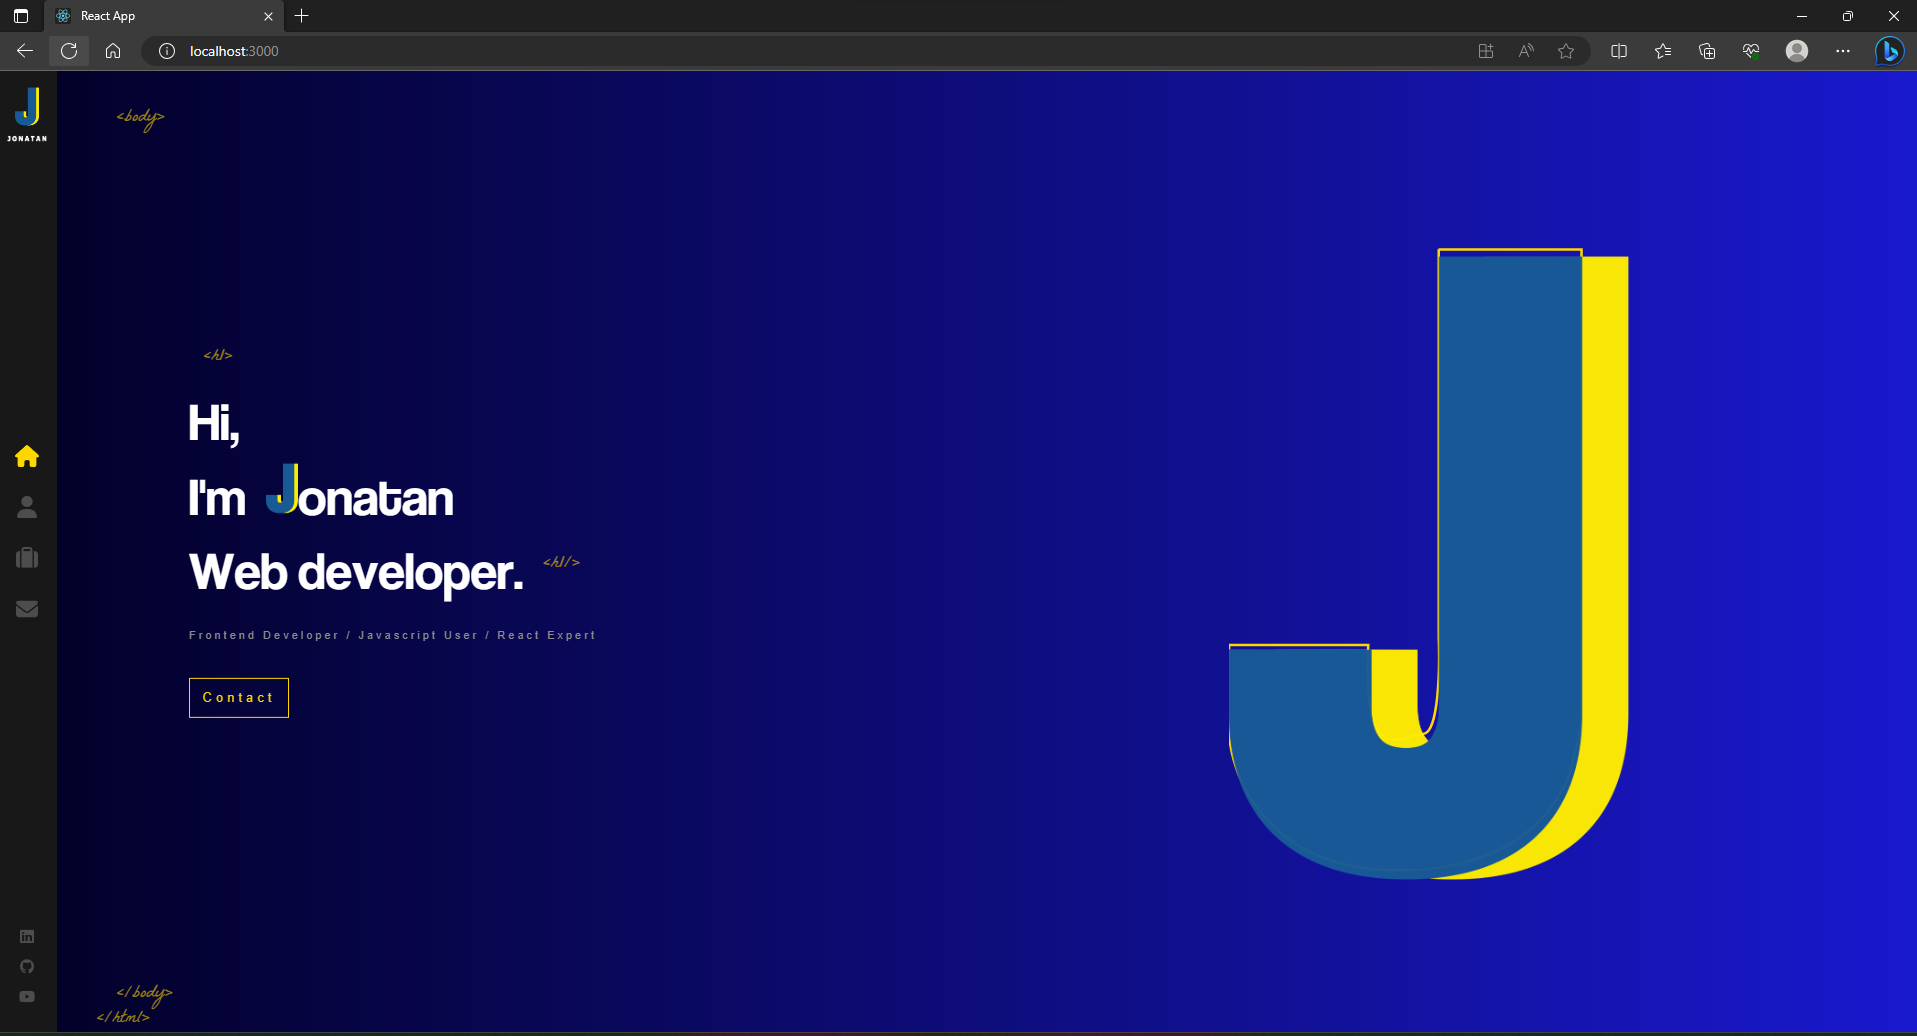 React App
localhost:3000
J
JONATAN
<body>
<h1>
Hi,
I'm Jonatan
Web developer.
<h1/>
Frontend Developer / Javascript User / React Expert
Contact
J
</body>
</html>